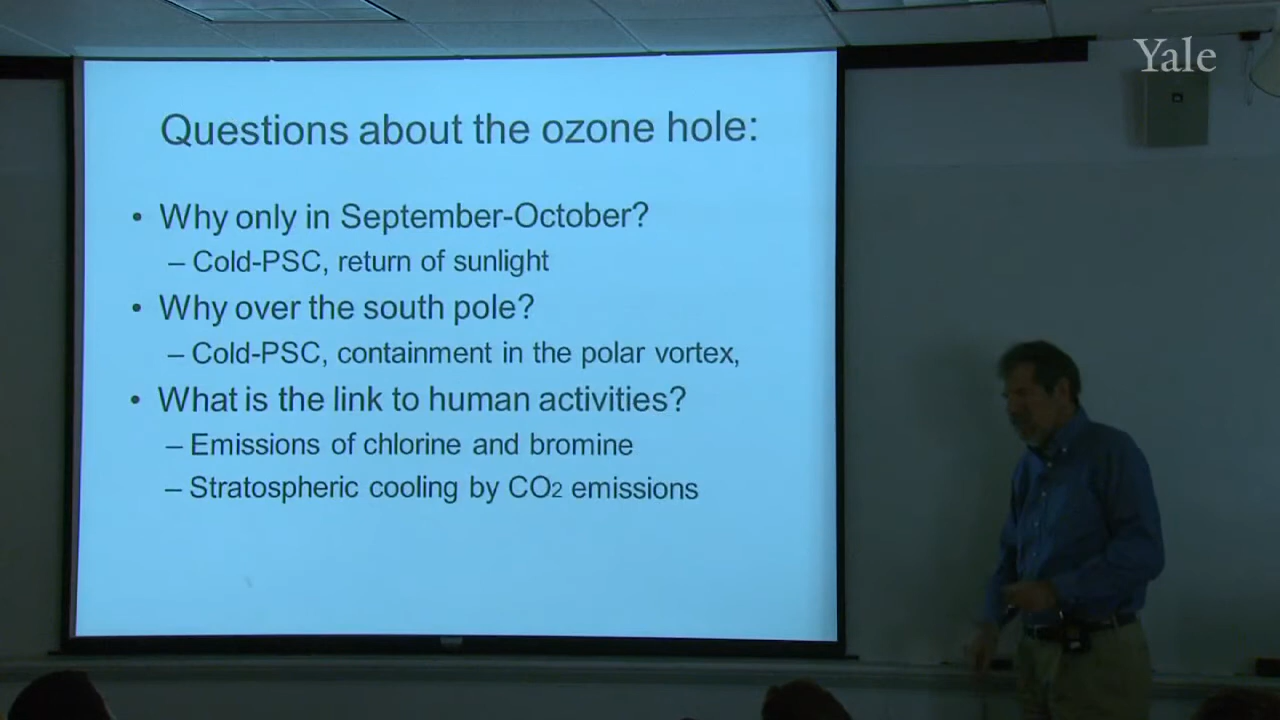 Yale
Questions about the ozone hole:
• Why only in September-October?
– Cold-PSC, return of sunlight
• Why over the south pole?
– Cold-PSC, containment in the polar vortex,
• What is the link to human activities?
– Emissions of chlorine and bromine
– Stratospheric cooling by CO2 emissions